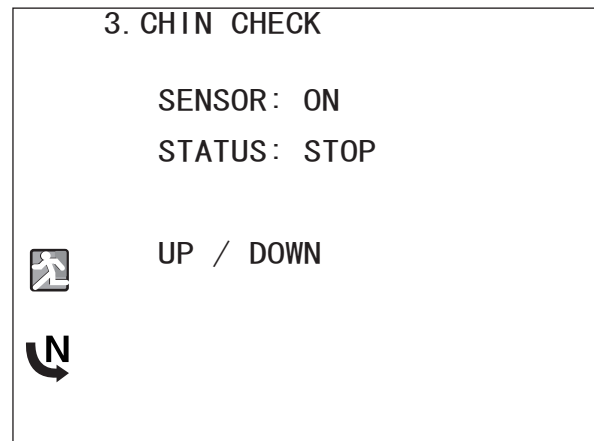 3. CHIN CHECK
SENSOR: ON
STATUS: STOP
UP / DOWN
N